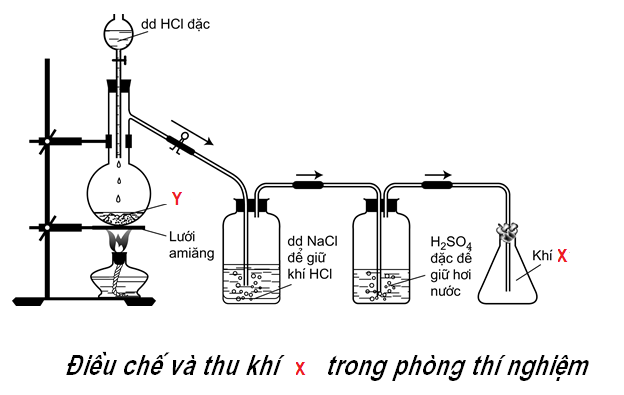 dd HCl đặc
Y
Lưới
amiăng
dd NaCl
để giữ
khí HCl
H₂SO₄
đặc để
giữ hơi
nước
Khí X
Điều chế và thu khí X trong phòng thí nghiệm